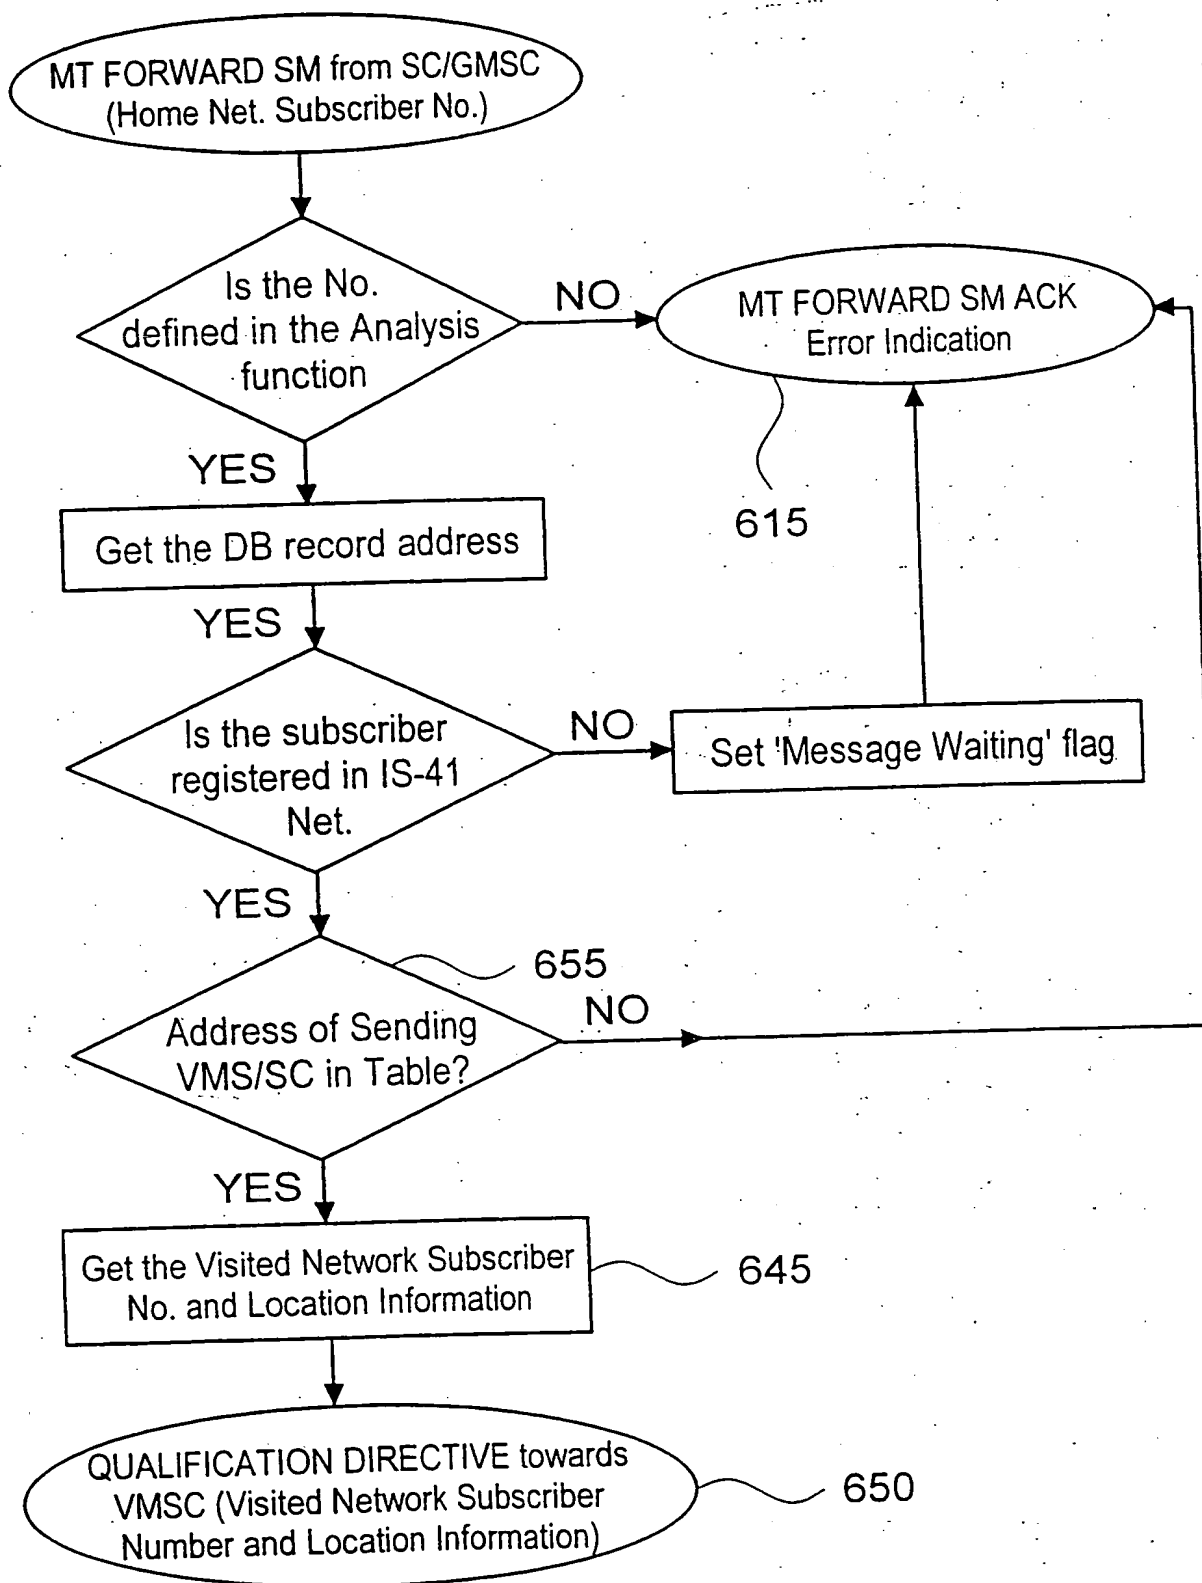 MT FORWARD SM from SC/GMSC
(Home Net. Subscriber No.)
Is the No.
defined in the Analysis
function
NO
MT FORWARD SM ACK
Error Indication
615
YES
Get the DB record address
YES
Is the subscriber
registered in IS-41
Net.
NO
Set 'Message Waiting' flag
YES
655
Address of Sending
VMS/SC in Table?
NO
YES
Get the Visited Network Subscriber
No. and Location Information
645
QUALIFICATION DIRECTIVE towards
VMSC (Visited Network Subscriber
Number and Location Information)
650